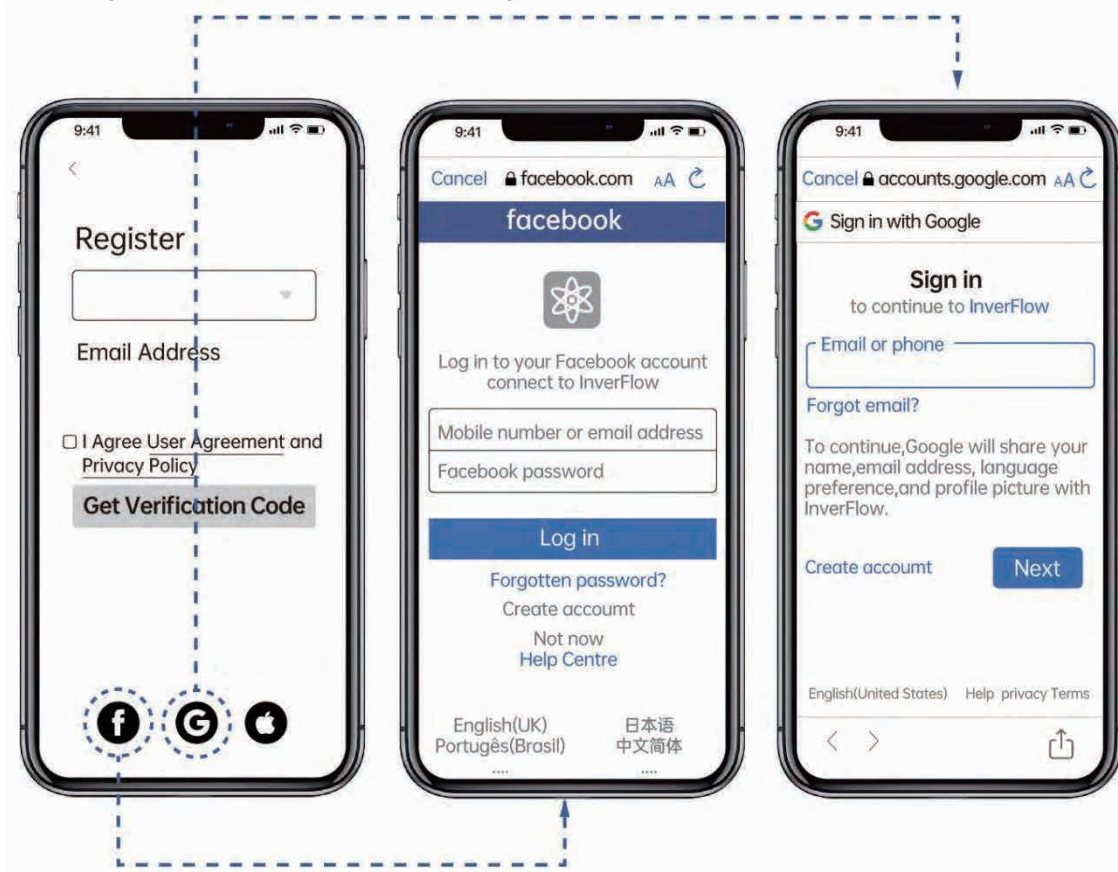 9:41
Register
Email Address
I Agree User Agreement and
Privacy Policy
Get Verification Code
9:41
Cancel facebook.com AA
facebook
Log in to your Facebook account
connect to InverFlow
Mobile number or email address
Facebook password
Log in
Forgotten password?
Create accoumt
Not now
Help Centre
English(UK) 日本语
Portugês(Brasil) 中文简体
.... ....
9:41
Cancel accounts.google.com AA
G Sign in with Google
Sign in
to continue to InverFlow
Email or phone
Forgot email?
To continue,Google will share your
name,email address, language
preference,and profile picture with
InverFlow.
Create accoumt Next
English(United States) Help privacy Terms